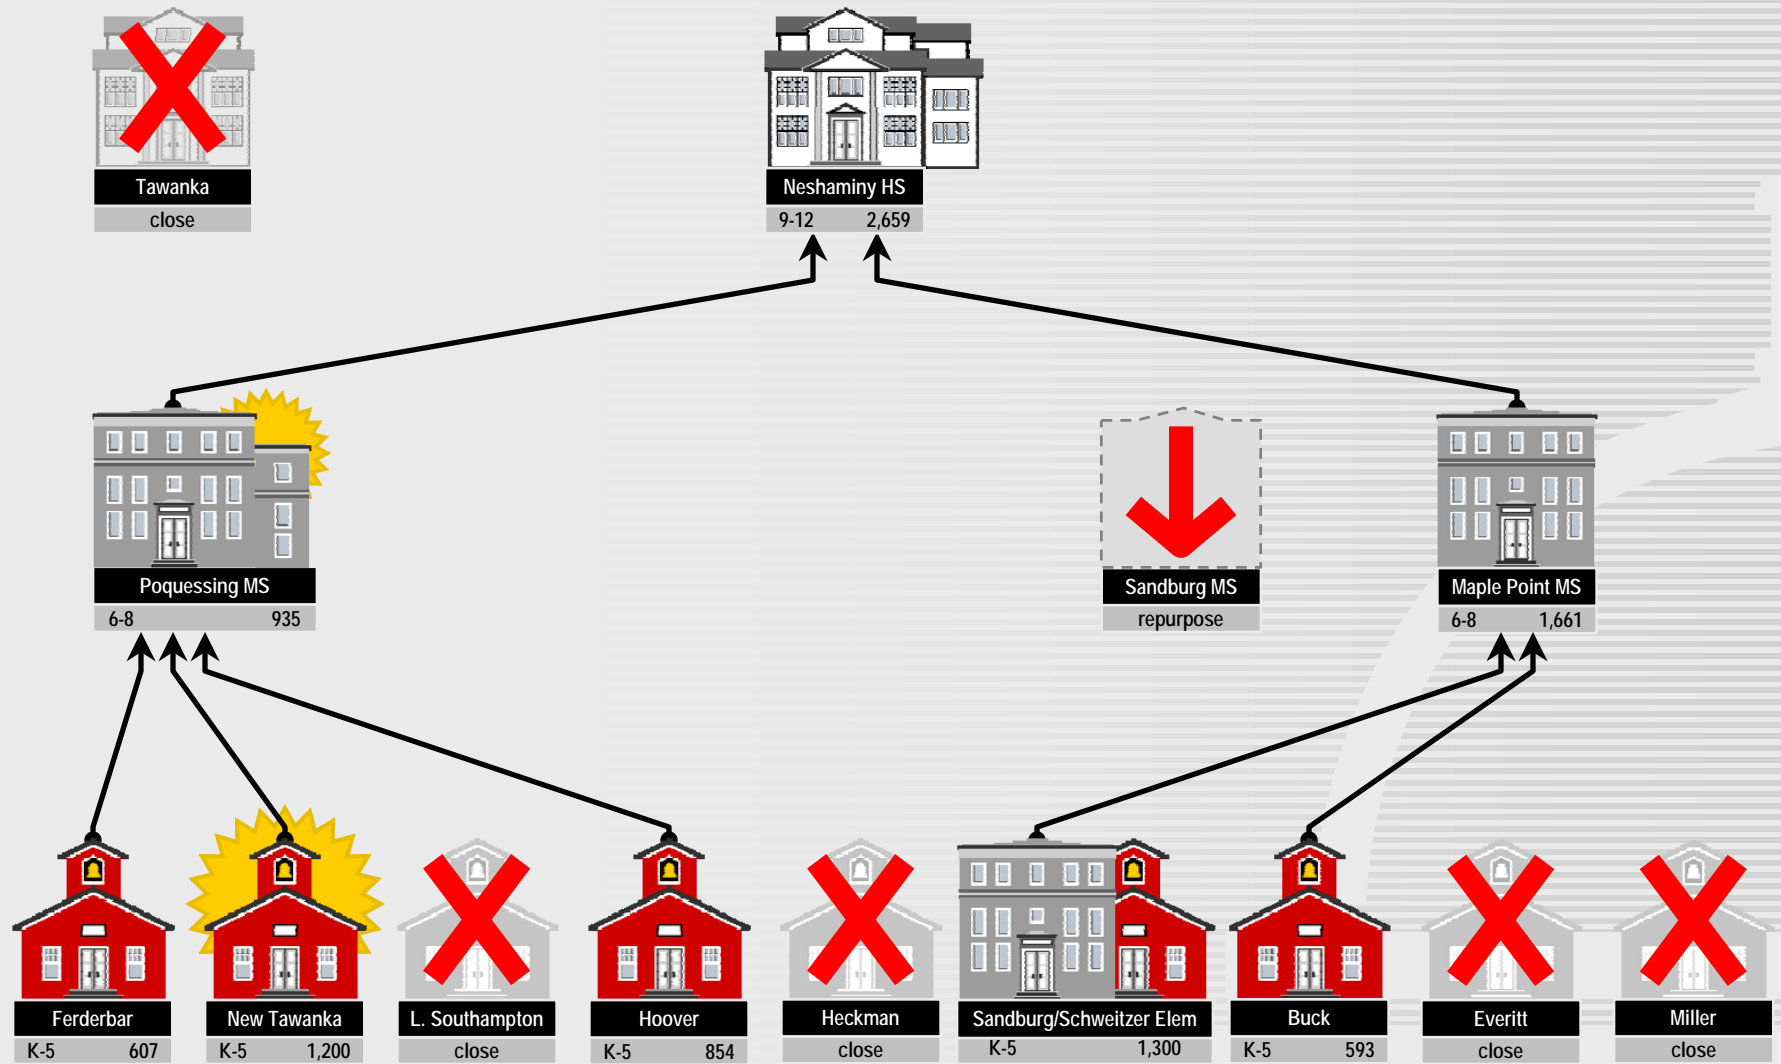 Tawanka
close
Neshaminy HS
9-12 2,659
Poquessing MS
6-8 935
Sandburg MS
repurpose
Maple Point MS
6-8 1,661
Ferderbar
K-5 607
New Tawanka
K-5 1,200
L. Southampton
close
Hoover
K-5 854
Heckman
close
Sandburg/Schweitzer Elem
K-5 1,300
Buck
K-5 593
Everitt
close
Miller
close